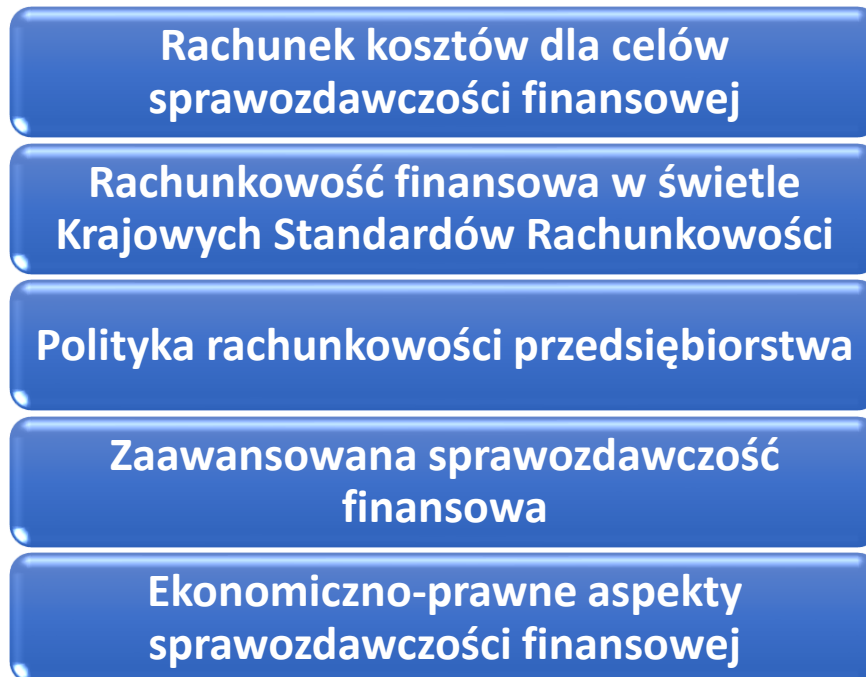 Rachunek kosztów dla celów
sprawozdawczości finansowej
Rachunkowość finansowa w świetle
Krajowych Standardów Rachunkowości
Polityka rachunkowości przedsiębiorstwa
Zaawansowana sprawozdawczość
finansowa
Ekonomiczno-prawne aspekty
sprawozdawczości finansowej